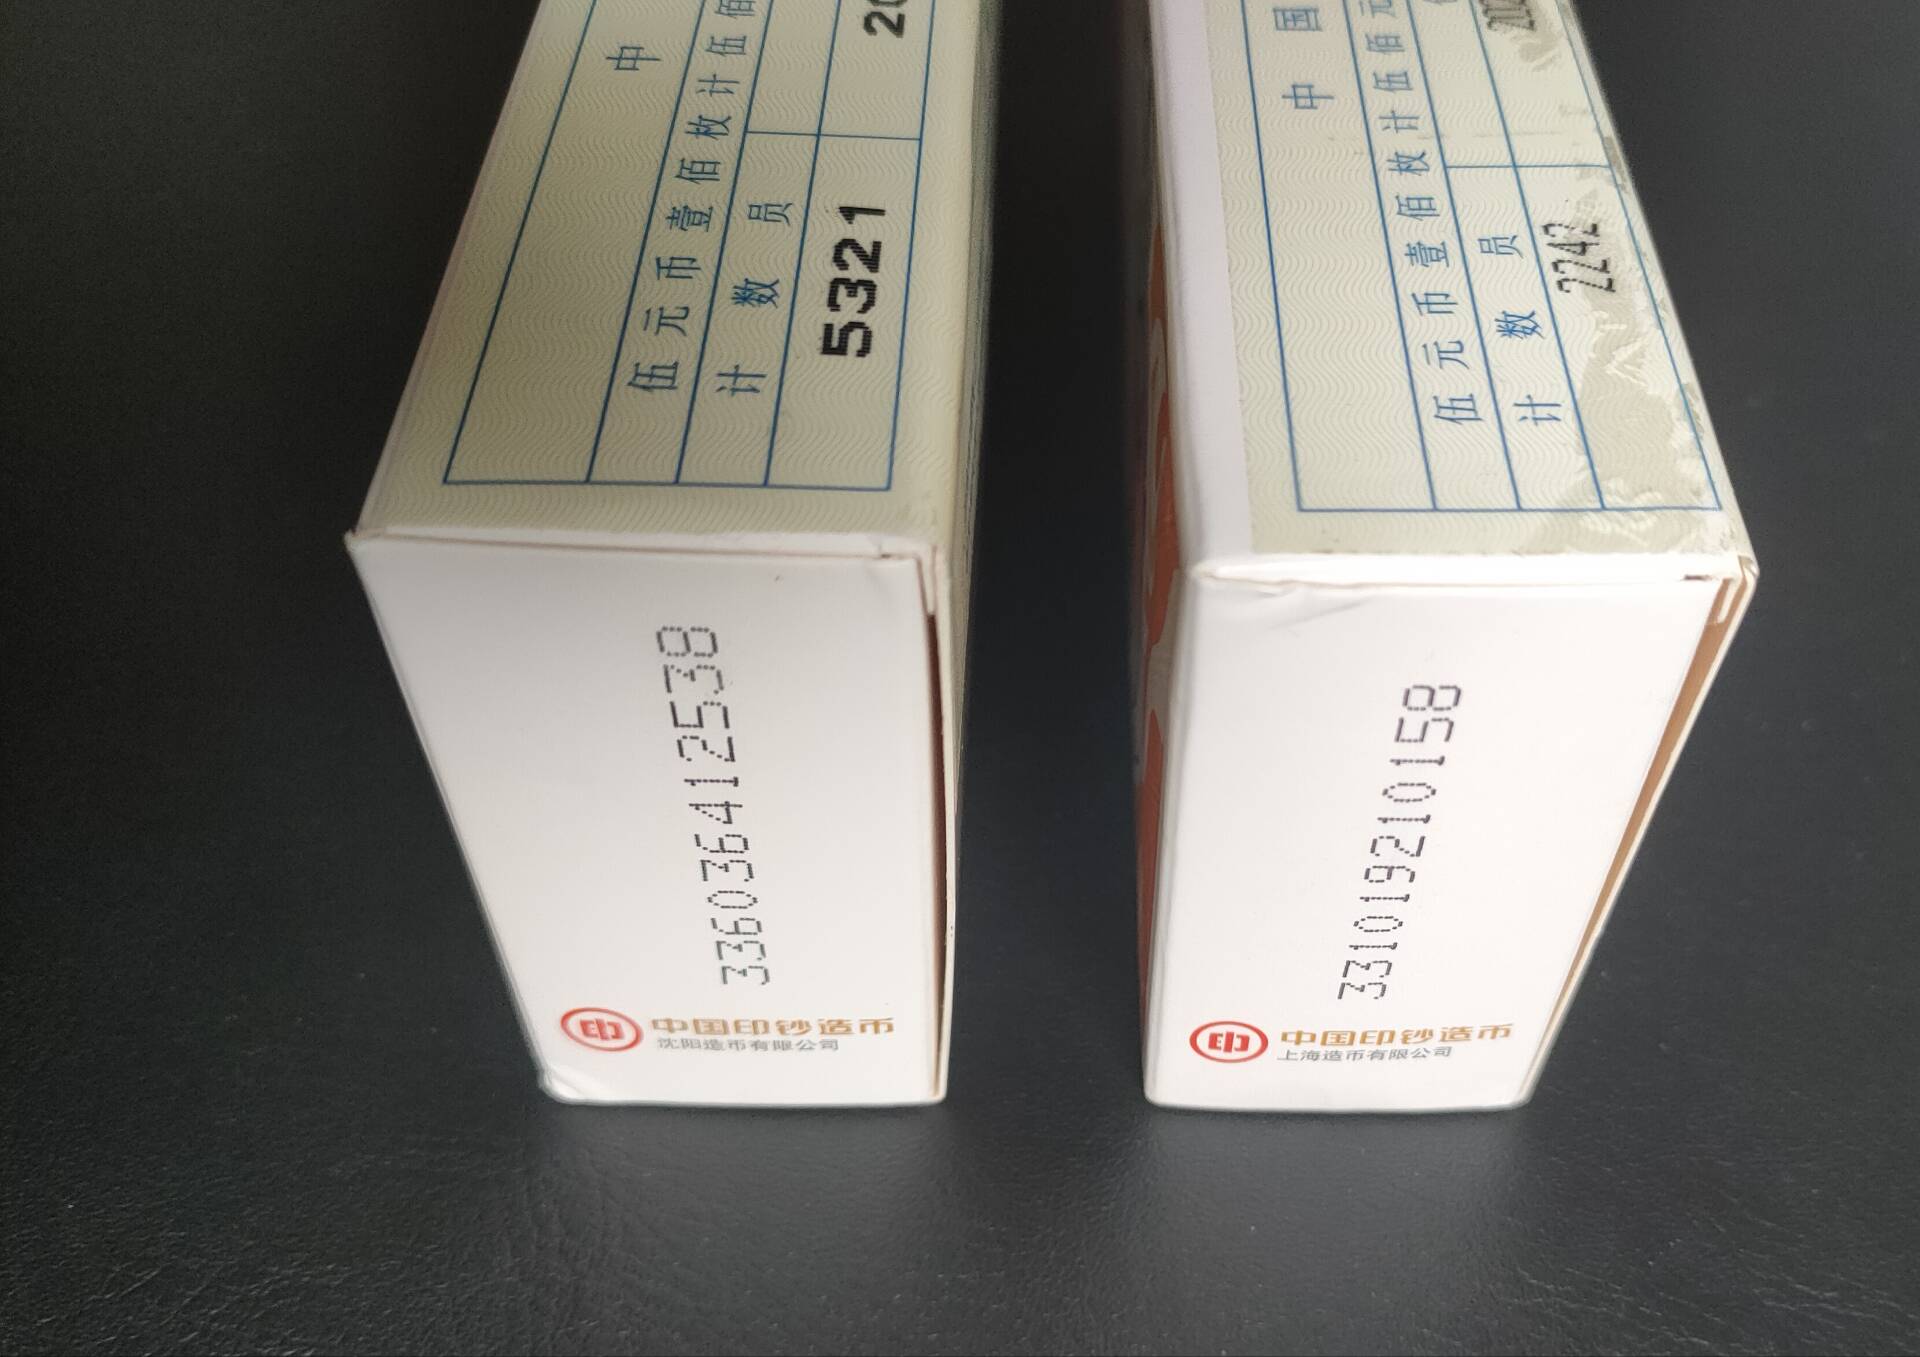 中
伍元币壹佰枚计伍佰
计数员
5321
20
336036412538
中国印钞造币
沈阳造币有限公司
中国
伍元币壹佰枚计伍佰元
计数员
2242
202
331019210158
中国印钞造币
上海造币有限公司